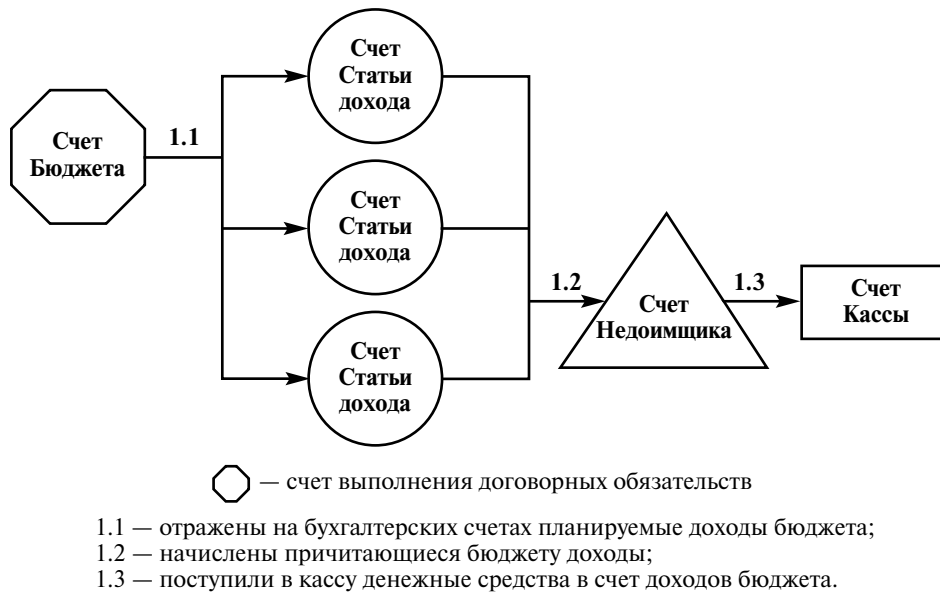 Счет
Статьи
дохода
Счет
Бюджета
1.1
Счет
Статьи
дохода
1.2
Счет
Недоимщика
1.3
Счет
Кассы
Счет
Статьи
дохода
— счет выполнения договорных обязательств
1.1 — отражены на бухгалтерских счетах планируемые доходы бюджета;
1.2 — начислены причитающиеся бюджету доходы;
1.3 — поступили в кассу денежные средства в счет доходов бюджета.